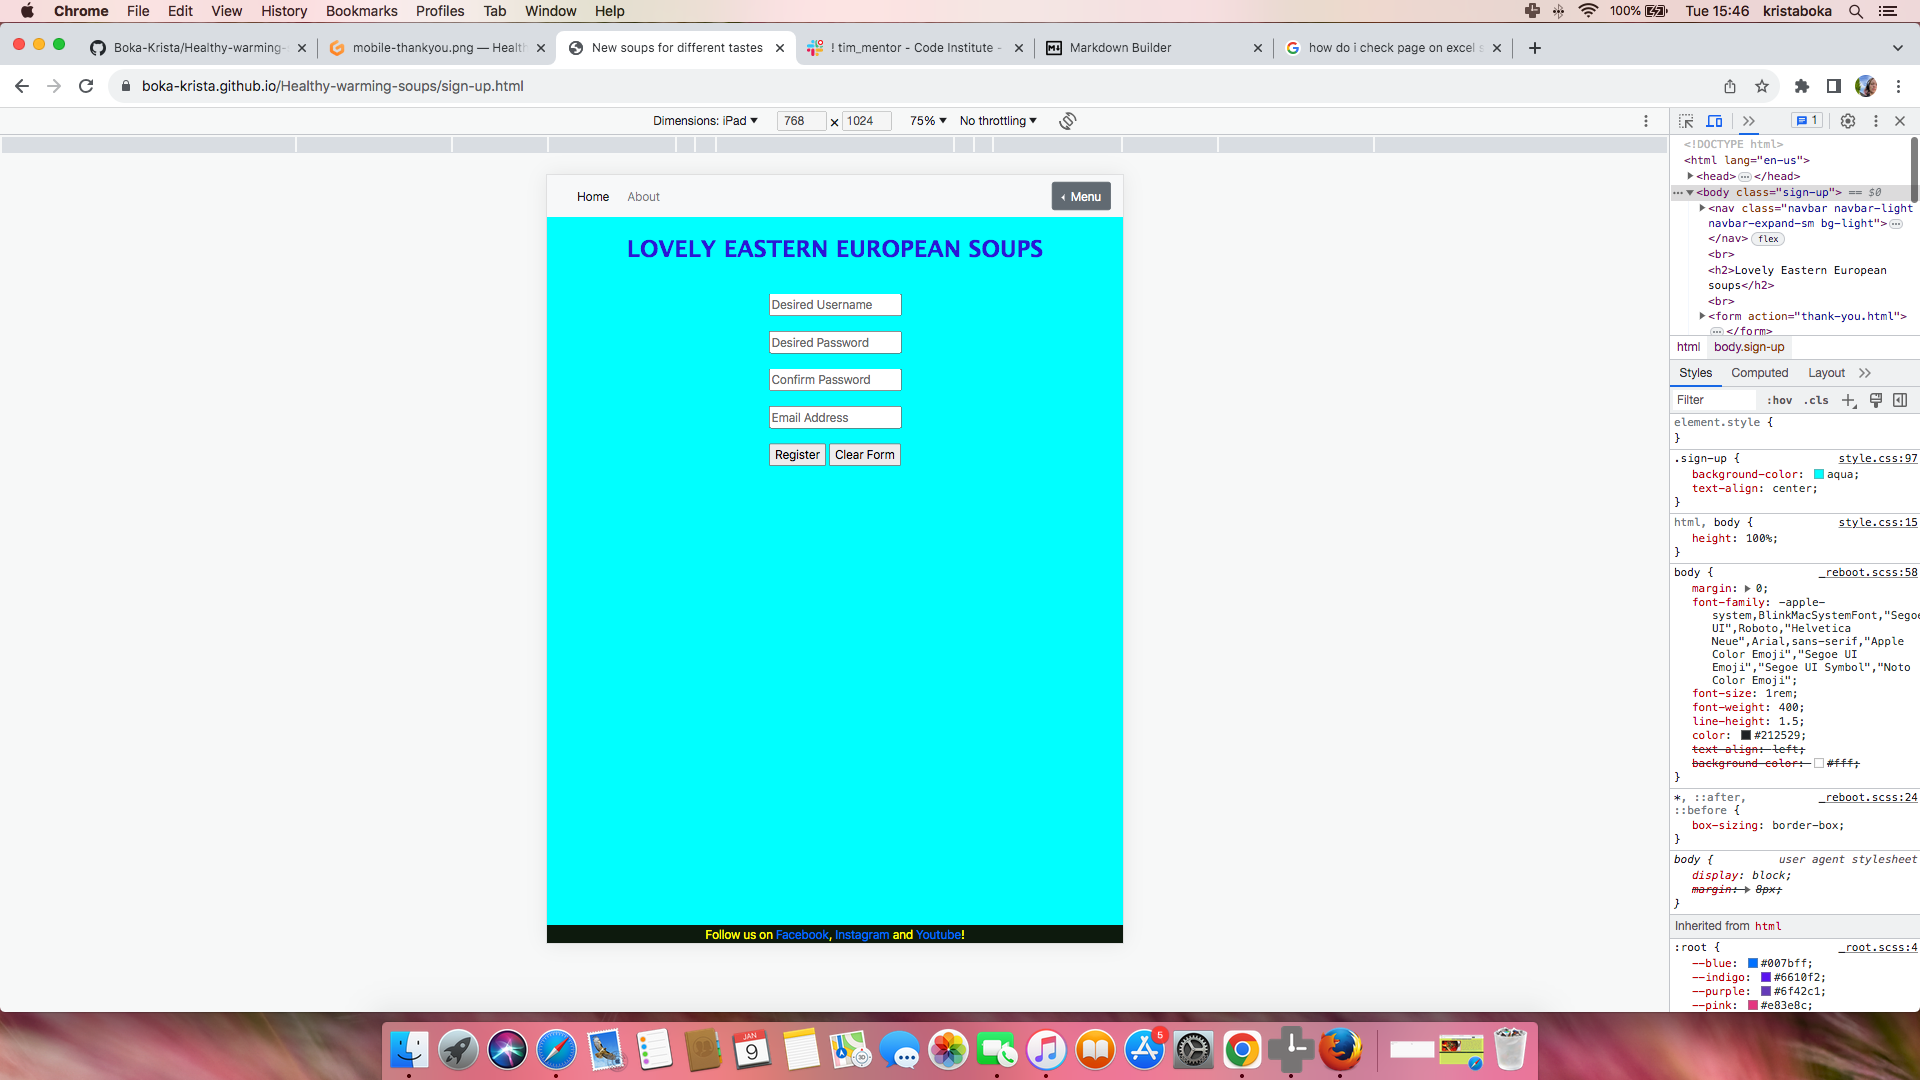 Chrome File Edit View History Bookmarks Profiles Tab Window Help 100% Tue 15:46 kristaboka
Boka-Krista/Healthy-warming- mobile-thankyou.png — Health New soups for different tastes ! tim_mentor - Code Institute - Markdown Builder how do i check page on excel s
boka-krista.github.io/Healthy-warming-soups/sign-up.html
Dimensions: iPad 768 × 1024 75% No throttling 1
Home About Menu
LOVELY EASTERN EUROPEAN SOUPS
Desired Username
Desired Password
Confirm Password
Email Address
Register Clear Form
Follow us on Facebook, Instagram and Youtube!
<!DOCTYPE html>
<html lang="en-us">
<head> … </head>
… <body class="sign-up"> == $0
<nav class="navbar navbar-light
navbar-expand-sm bg-light"> …
</nav> flex
<br>
<h2>Lovely Eastern European
soups</h2>
<br>
<form action="thank-you.html">
… </form>
html body.sign-up
Styles Computed Layout
Filter :hov .cls
element.style {
}
.sign-up { style.css:97
background-color: aqua;
text-align: center;
}
html, body { style.css:15
height: 100%;
}
body { _reboot.scss:58
margin: 0;
font-family: -apple-
system,BlinkMacSystemFont,"Segoe
UI",Roboto,"Helvetica
Neue",Arial,sans-serif,"Apple
Color Emoji","Segoe UI
Emoji","Segoe UI Symbol","Noto
Color Emoji";
font-size: 1rem;
font-weight: 400;
line-height: 1.5;
color: #212529;
text-align: left;
background-color: #fff;
}
*, ::after, _reboot.scss:24
::before {
box-sizing: border-box;
}
body { user agent stylesheet
display: block;
margin: 8px;
}
Inherited from html
:root { _root.scss:4
--blue: #007bff;
--indigo: #6610f2;
--purple: #6f42c1;
--pink: #e83e8c;
JAN
9
3D
5